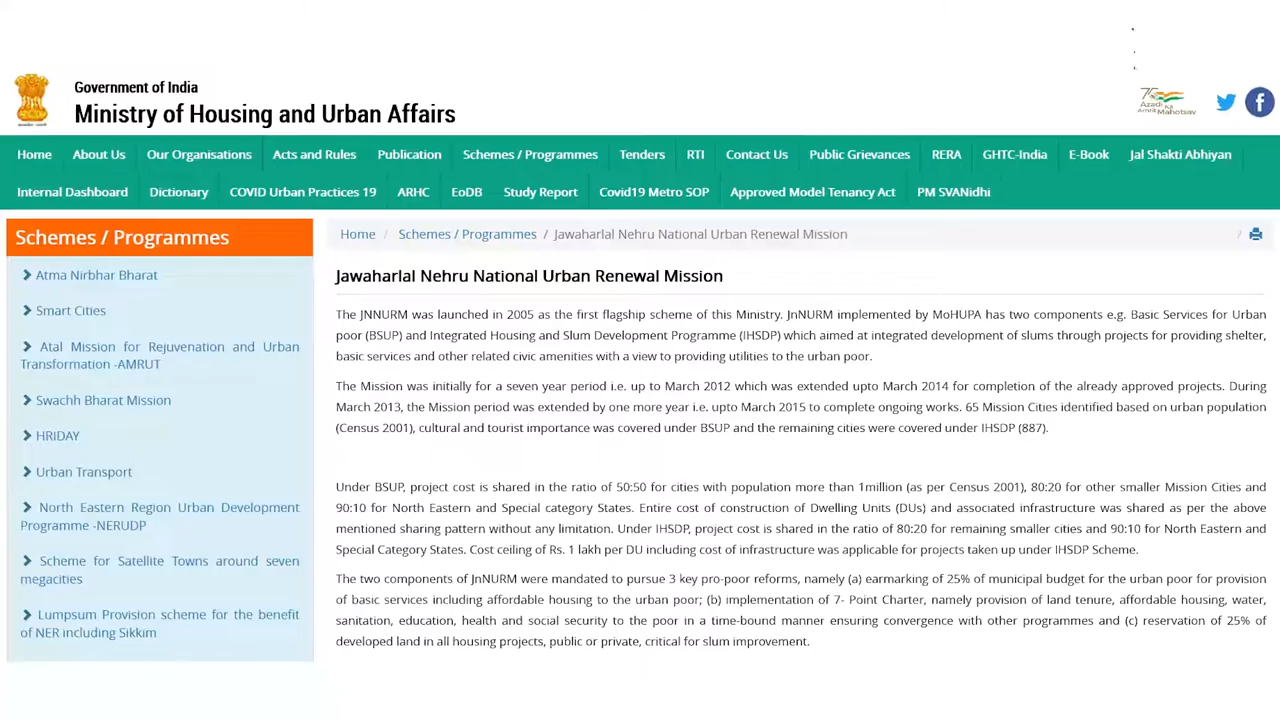 Government of India
Ministry of Housing and Urban Affairs
75
Azadi Ka
Amrit Mahotsav
Home About Us Our Organisations Acts and Rules Publication Schemes / Programmes Tenders RTI Contact Us Public Grievances RERA GHTC-India E-Book Jal Shakti Abhiyan
Internal Dashboard Dictionary COVID Urban Practices 19 ARHC EoDB Study Report Covid19 Metro SOP Approved Model Tenancy Act PM SVANidhi
Schemes / Programmes
Atma Nirbhar Bharat
Smart Cities
Atal Mission for Rejuvenation and Urban
Transformation -AMRUT
Swachh Bharat Mission
HRIDAY
Urban Transport
North Eastern Region Urban Development
Programme -NERUDP
Scheme for Satellite Towns around seven
megacities
Lumpsum Provision scheme for the benefit
of NER including Sikkim
Home / Schemes / Programmes / Jawaharlal Nehru National Urban Renewal Mission /
Jawaharlal Nehru National Urban Renewal Mission
The JNNURM was launched in 2005 as the first flagship scheme of this Ministry. JnNURM implemented by MoHUPA has two components e.g. Basic Services for Urban
poor (BSUP) and Integrated Housing and Slum Development Programme (IHSDP) which aimed at integrated development of slums through projects for providing shelter,
basic services and other related civic amenities with a view to providing utilities to the urban poor.
The Mission was initially for a seven year period i.e. up to March 2012 which was extended upto March 2014 for completion of the already approved projects. During
March 2013, the Mission period was extended by one more year i.e. upto March 2015 to complete ongoing works. 65 Mission Cities identified based on urban population
(Census 2001), cultural and tourist importance was covered under BSUP and the remaining cities were covered under IHSDP (887).
Under BSUP, project cost is shared in the ratio of 50:50 for cities with population more than 1million (as per Census 2001), 80:20 for other smaller Mission Cities and
90:10 for North Eastern and Special category States. Entire cost of construction of Dwelling Units (DUs) and associated infrastructure was shared as per the above
mentioned sharing pattern without any limitation. Under IHSDP, project cost is shared in the ratio of 80:20 for remaining smaller cities and 90:10 for North Eastern and
Special Category States. Cost ceiling of Rs. 1 lakh per DU including cost of infrastructure was applicable for projects taken up under IHSDP Scheme.
The two components of JnNURM were mandated to pursue 3 key pro-poor reforms, namely (a) earmarking of 25% of municipal budget for the urban poor for provision
of basic services including affordable housing to the urban poor; (b) implementation of 7- Point Charter, namely provision of land tenure, affordable housing, water,
sanitation, education, health and social security to the poor in a time-bound manner ensuring convergence with other programmes and (c) reservation of 25% of
developed land in all housing projects, public or private, critical for slum improvement.